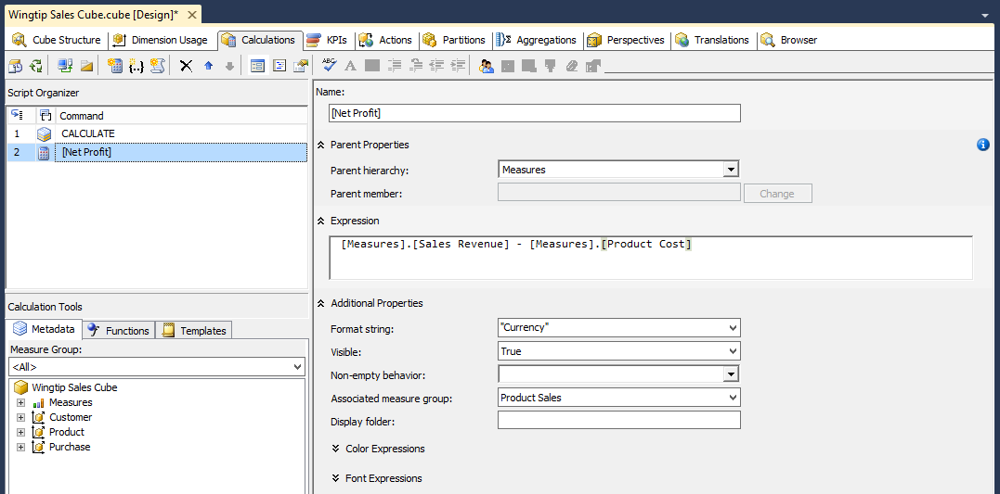 Wingtip Sales Cube.cube [Design]*
Cube Structure Dimension Usage Calculations KPIs Actions Partitions Aggregations Perspectives Translations Browser
ABC
Script Organizer
Command
1 CALCULATE
2 [Net Profit]
Calculation Tools
Metadata Functions Templates
Measure Group:
<All>
Wingtip Sales Cube
Measures
Customer
Product
Purchase
Name:
[Net Profit]
Parent Properties
Parent hierarchy: Measures
Parent member: Change
Expression
[Measures].[Sales Revenue] - [Measures].[Product Cost]
Additional Properties
Format string: "Currency"
Visible: True
Non-empty behavior:
Associated measure group: Product Sales
Display folder:
Color Expressions
Font Expressions